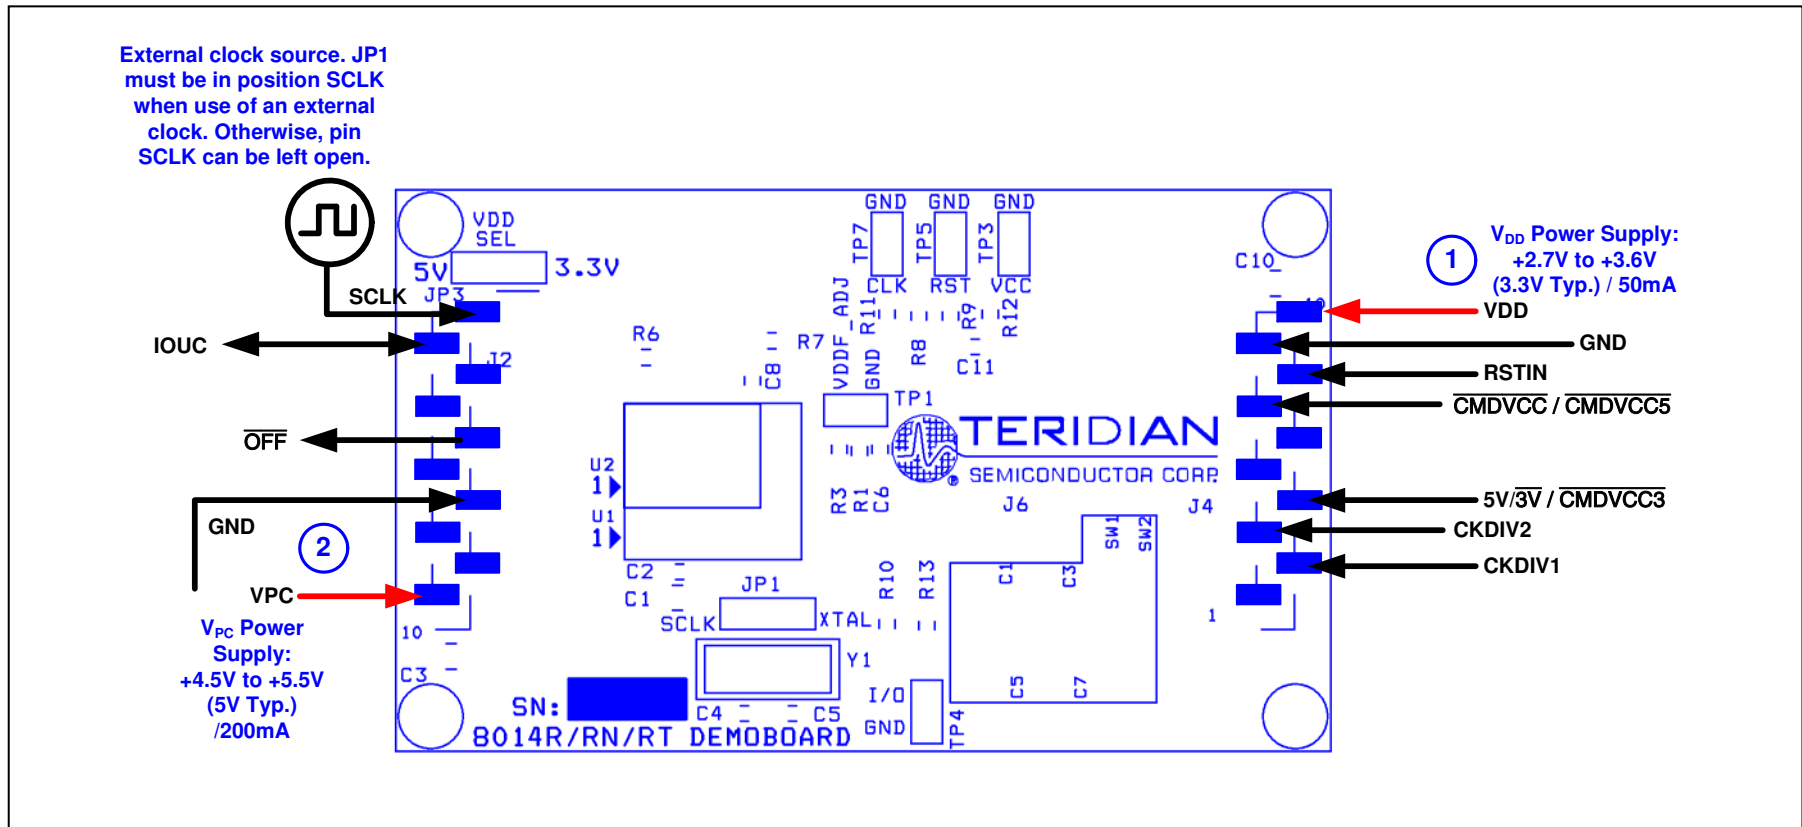 External clock source. JP1
must be in position SCLK
when use of an external
clock. Otherwise, pin
SCLK can be left open.
VDD
SEL
5V
3.3V
JP3
SCLK
IOUC
J2
OFF
GND
2
VPC
VPC Power
Supply:
+4.5V to +5.5V
(5V Typ.)
/200mA
10
C3
GND GND GND
TP7 TP5 TP3
CLK RST VCC
R6
R7
C8
VDDF_ADJ
GND
R11
R8
R9
R12
C11
TP1
TERIDIAN
®
SEMICONDUCTOR CORP.
U2
1
U1
1
R3
R1
C6
J6
J4
SW1
SW2
C2
C1
JP1
SCLK
XTAL
R10
R13
C1
C3
C5
C7
Y1
I/O
GND
TP4
SN:
C4
C5
8014R/RN/RT DEMOBOARD
C10
10
1
1
VDD Power Supply:
+2.7V to +3.6V
(3.3V Typ.) / 50mA
VDD
GND
RSTIN
CMDVCC / CMDVCC5
5V/3V / CMDVCC3
CKDIV2
CKDIV1